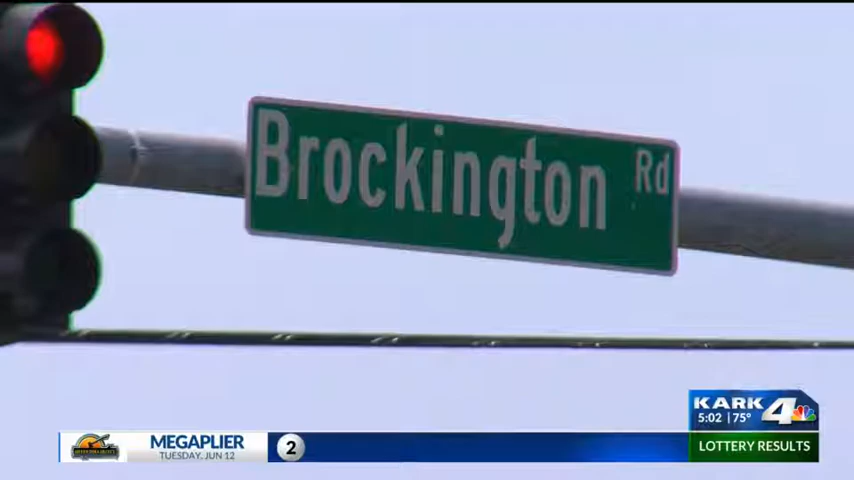 Brockington Rd
KARK 4
5:02 | 75°
LOTTERY RESULTS
MEGAPLIER
TUESDAY, JUN 12
2